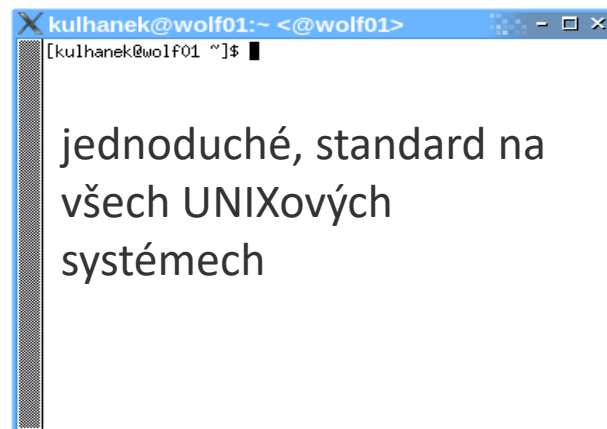 kulhanek@wolf01:~ <@wolf01>
[kulhanek@wolf01 ~]$
jednoduché, standard na
všech UNIXových
systémech